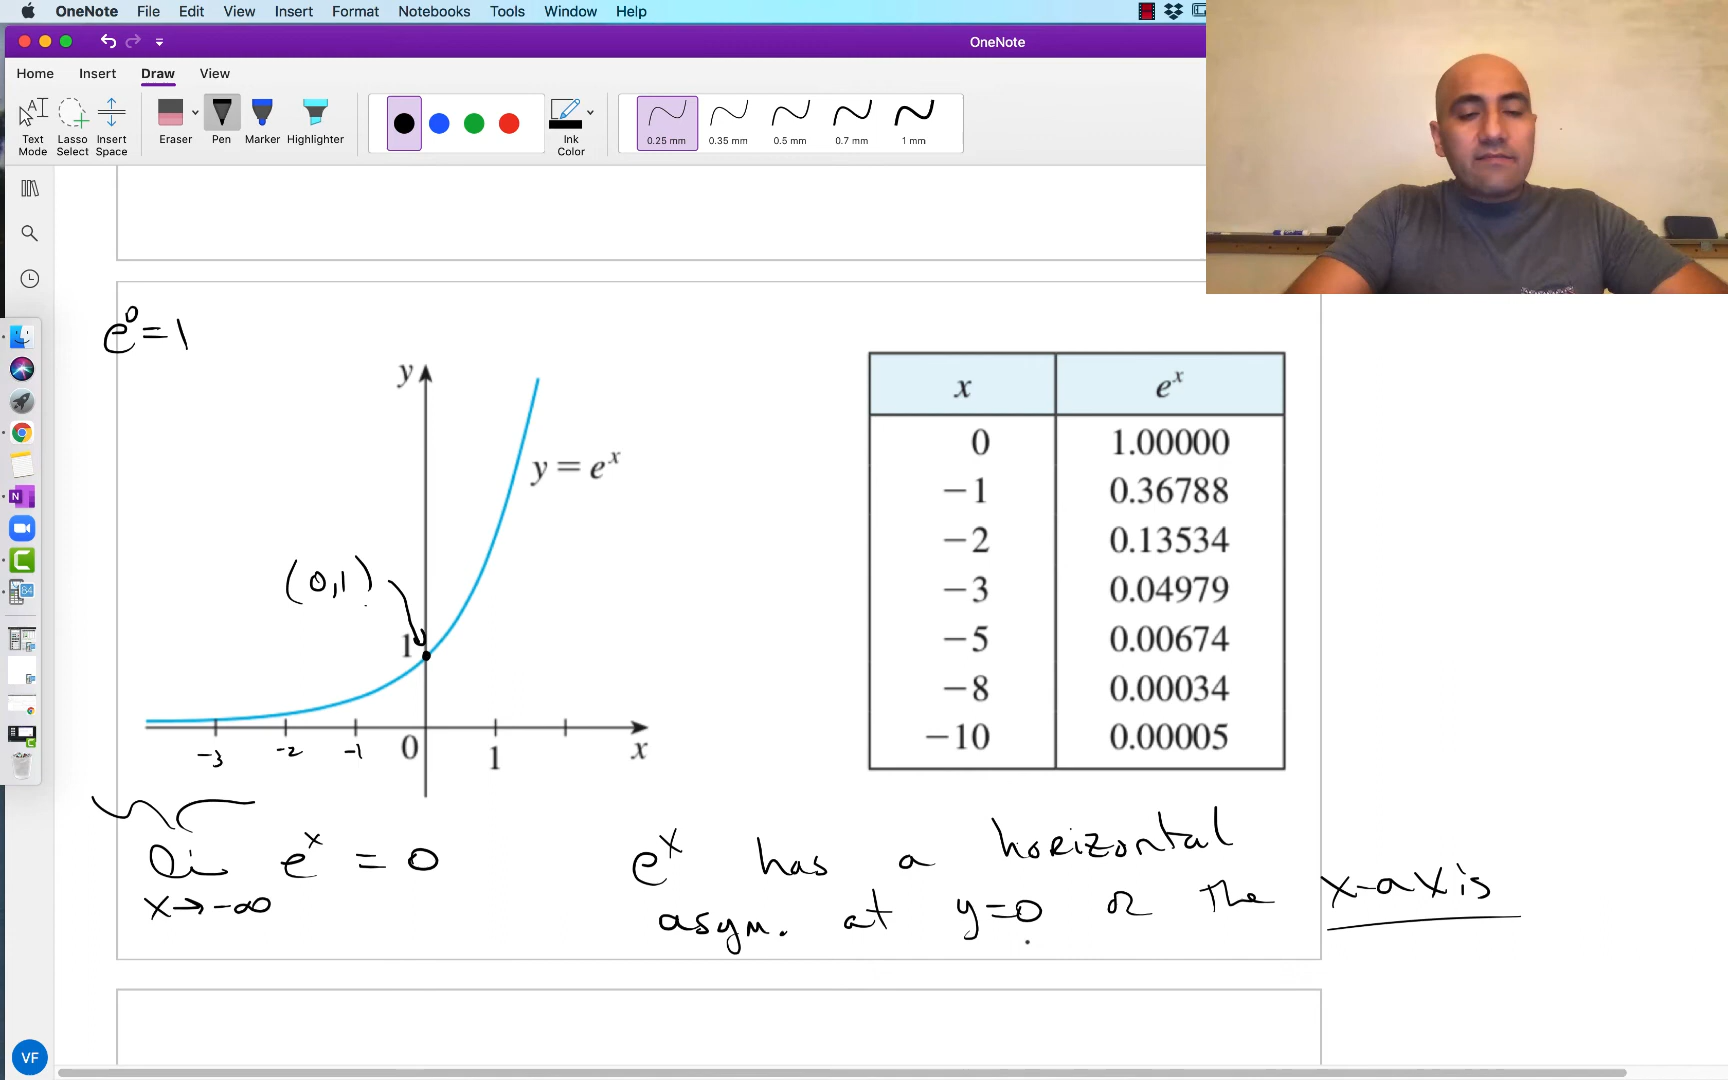 OneNote File Edit View Insert Format Notebooks Tools Window Help
OneNote
Home Insert Draw View
Text Mode
Lasso Select
Insert Space
Eraser
Pen
Marker
Highlighter
Ink Color
0.25 mm
0.35 mm
0.5 mm
0.7 mm
1 mm
e⁰ = 1
y
y = eˣ
(0,1)
1
-3 -2 -1 0 1 x
x eˣ
0 1.00000
−1 0.36788
−2 0.13534
−3 0.04979
−5 0.00674
−8 0.00034
−10 0.00005
lim eˣ = 0
x→-∞
eˣ has a horizontal
asym. at y=0 or the x-axis
VF